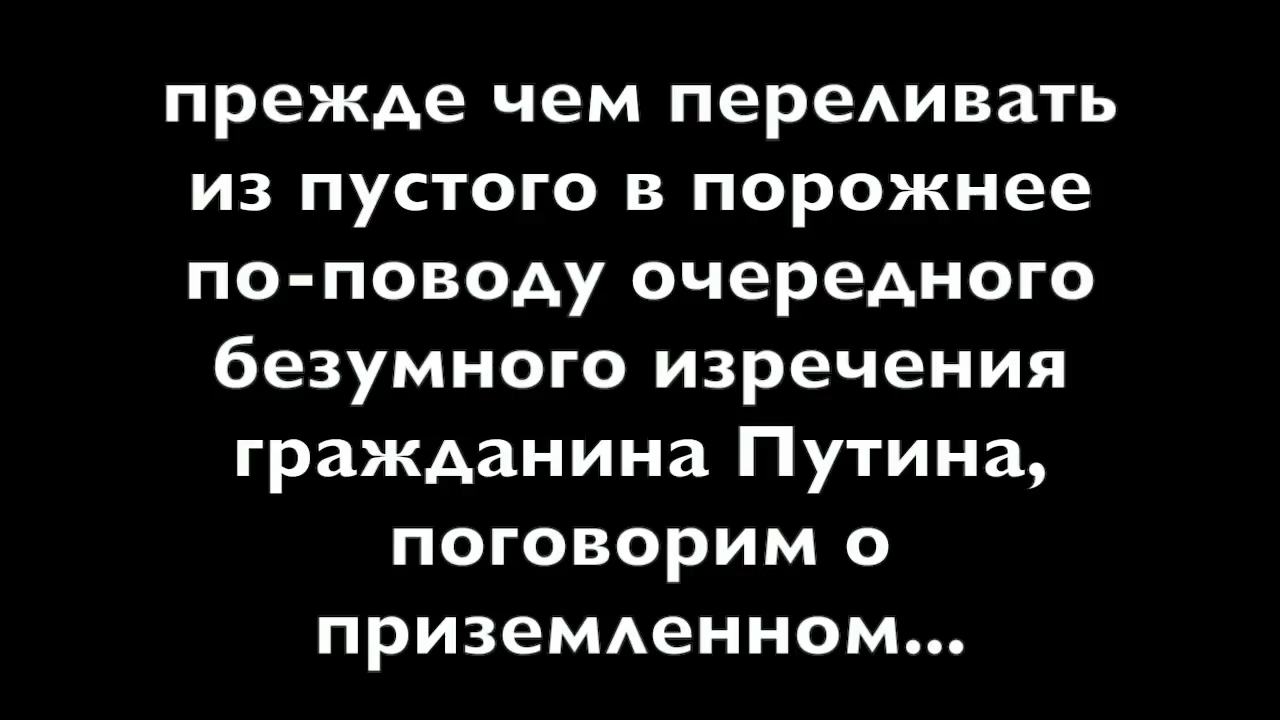 прежде чем переливать
из пустого в порожнее
по-поводу очередного
безумного изречения
гражданина Путина,
поговорим о
приземленном...